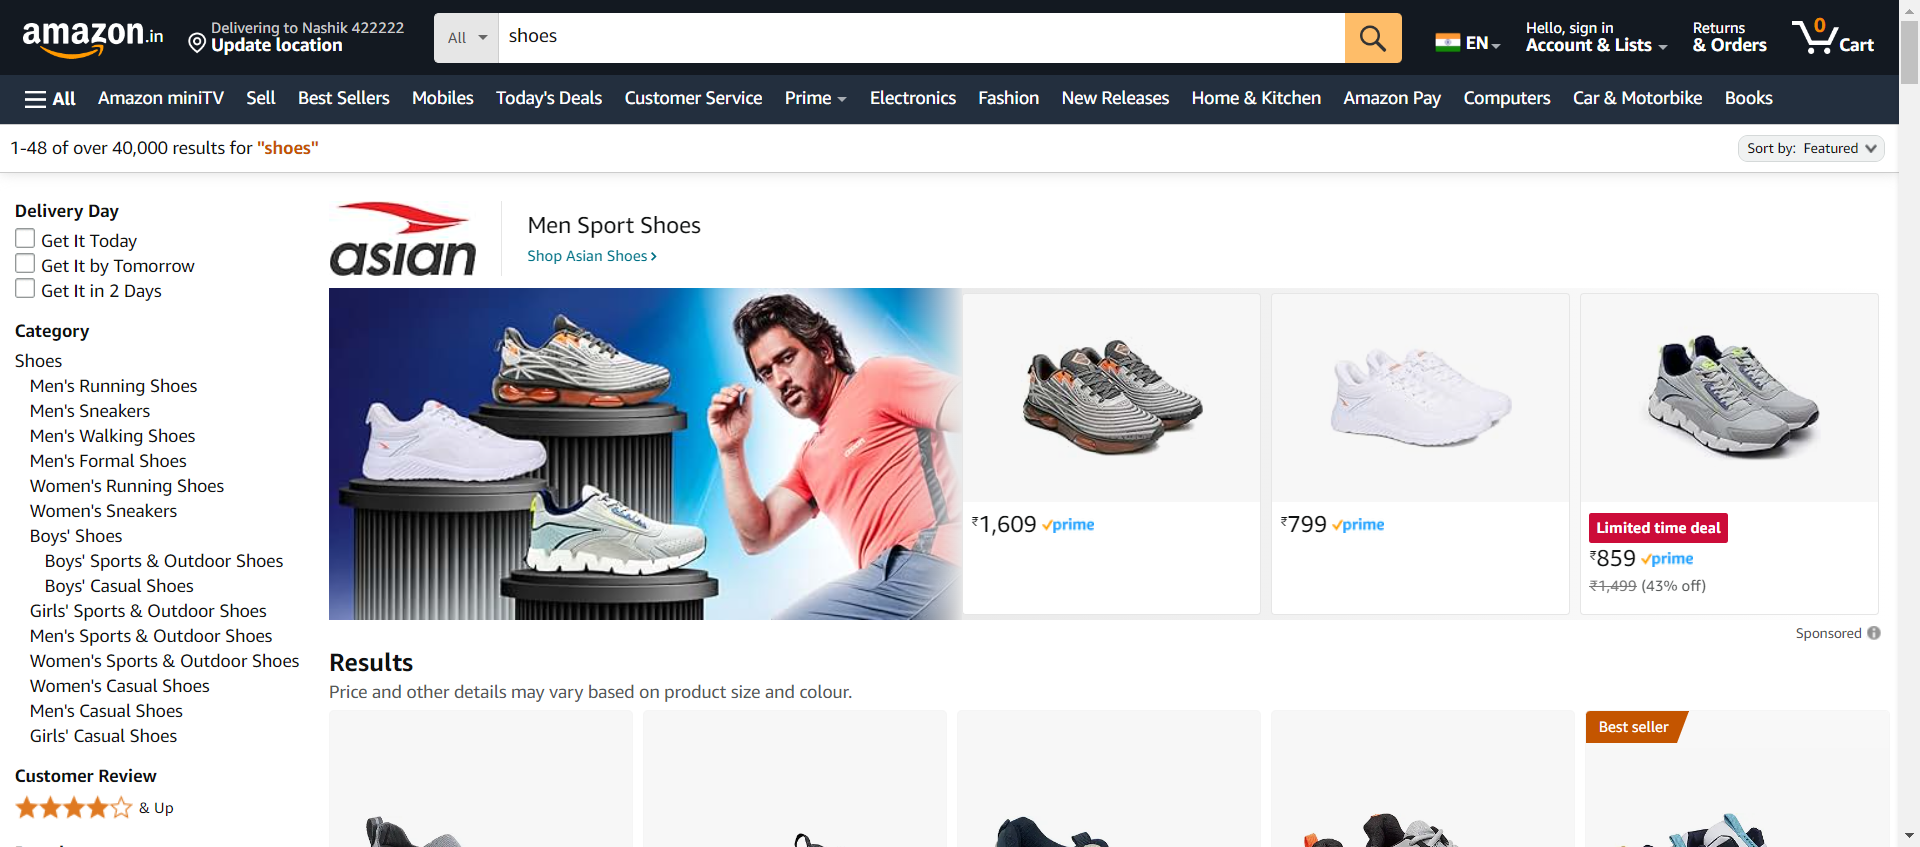 amazon.in
Delivering to Nashik 422222
Update location
All
shoes
EN
Hello, sign in
Account & Lists
Returns
& Orders
0
Cart
All
Amazon miniTV
Sell
Best Sellers
Mobiles
Today's Deals
Customer Service
Prime
Electronics
Fashion
New Releases
Home & Kitchen
Amazon Pay
Computers
Car & Motorbike
Books
1-48 of over 40,000 results for "shoes"
Sort by: Featured
Delivery Day
Get It Today
Get It by Tomorrow
Get It in 2 Days
Category
Shoes
Men's Running Shoes
Men's Sneakers
Men's Walking Shoes
Men's Formal Shoes
Women's Running Shoes
Women's Sneakers
Boys' Shoes
Boys' Sports & Outdoor Shoes
Boys' Casual Shoes
Girls' Sports & Outdoor Shoes
Men's Sports & Outdoor Shoes
Women's Sports & Outdoor Shoes
Women's Casual Shoes
Men's Casual Shoes
Girls' Casual Shoes
Customer Review
& Up
asian
Men Sport Shoes
Shop Asian Shoes ›
₹1,609 prime
₹799 prime
Limited time deal
₹859 prime
₹1,499 (43% off)
Sponsored
Results
Price and other details may vary based on product size and colour.
Best seller